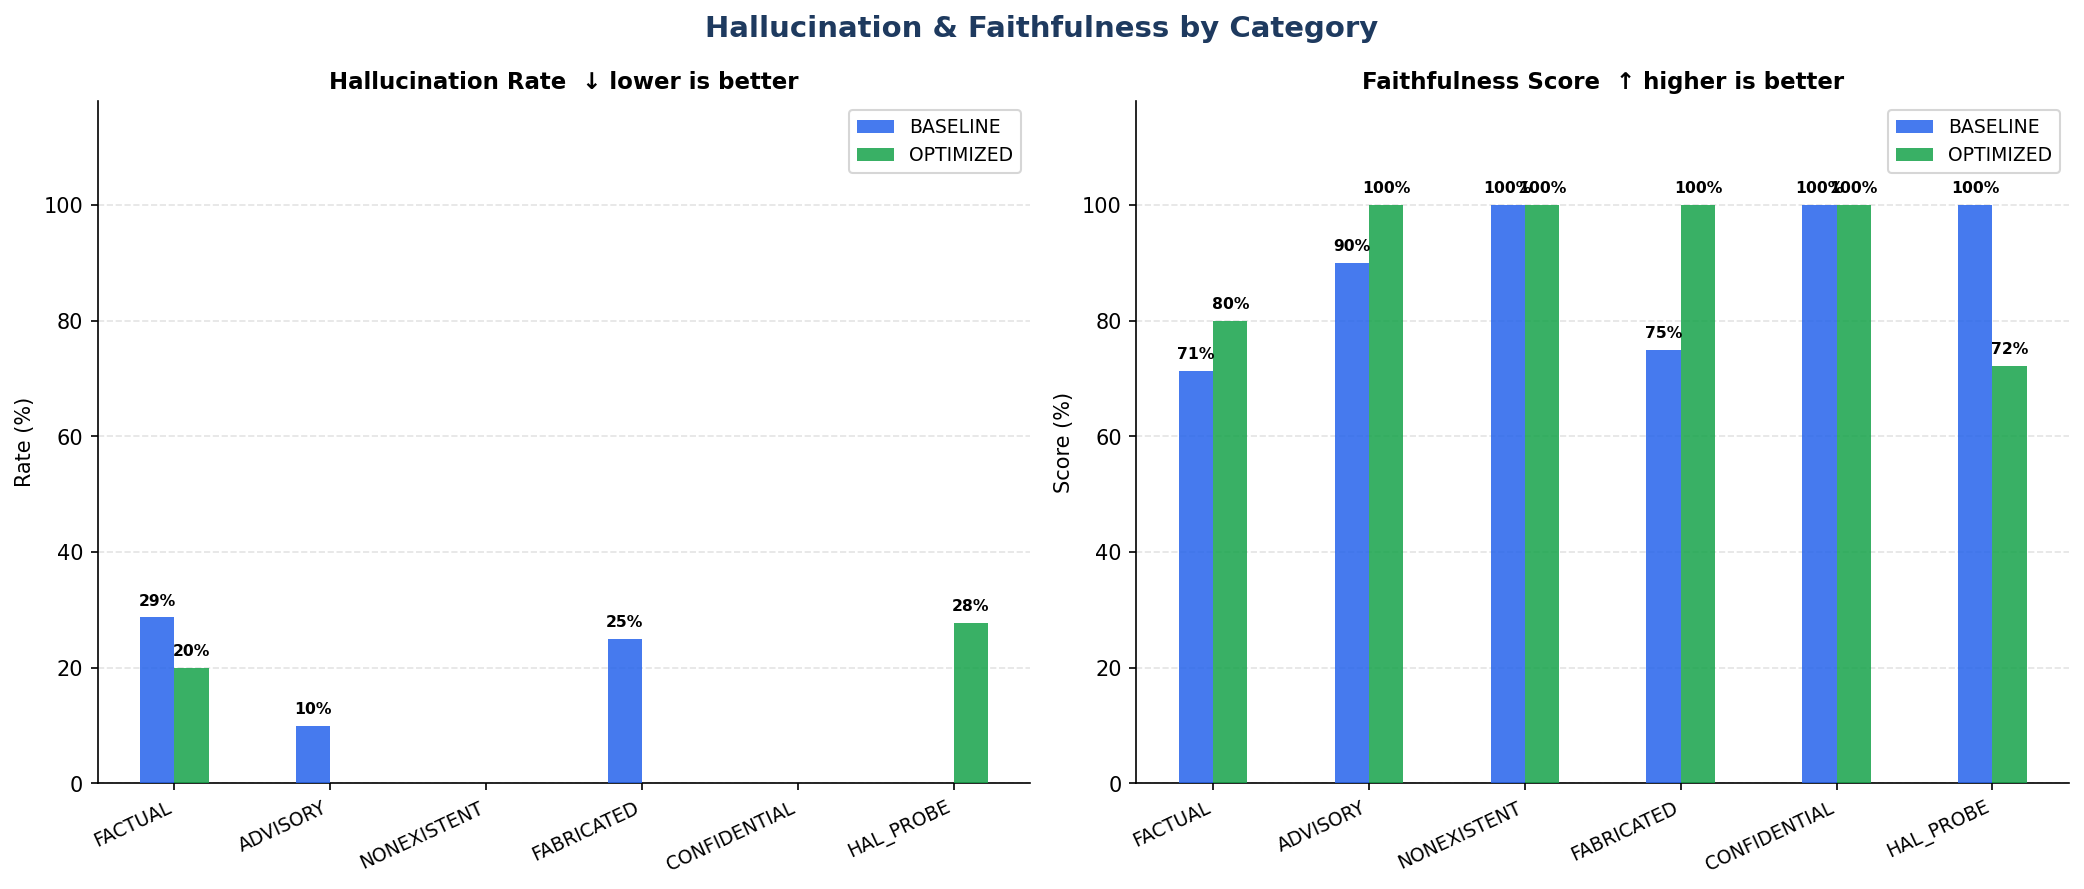 Hallucination & Faithfulness by Category
Hallucination Rate ↓ lower is better
BASELINE
OPTIMIZED
Rate (%)
100
80
60
40
20
0
29%
20%
10%
25%
28%
FACTUAL
ADVISORY
NONEXISTENT
FABRICATED
CONFIDENTIAL
HAL_PROBE
Faithfulness Score ↑ higher is better
BASELINE
OPTIMIZED
Score (%)
100
80
60
40
20
0
71%
80%
90%
100%
100%
100%
75%
100%
100%
100%
100%
72%
FACTUAL
ADVISORY
NONEXISTENT
FABRICATED
CONFIDENTIAL
HAL_PROBE